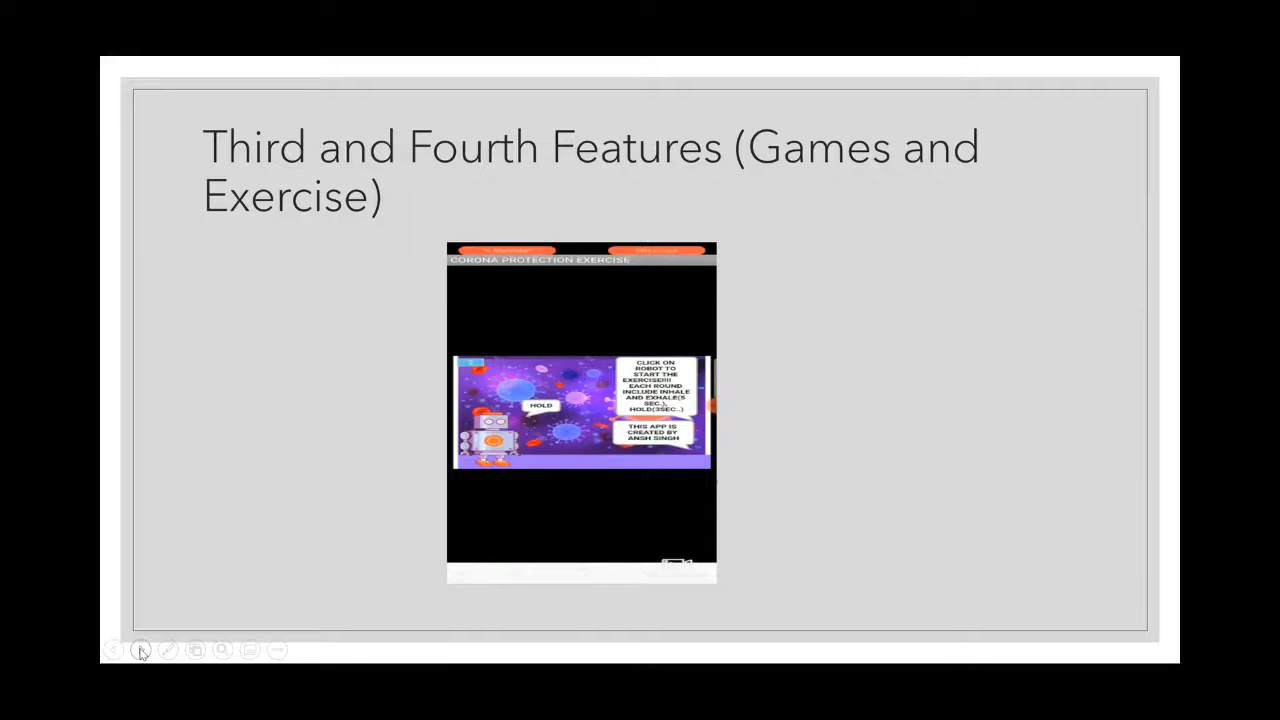 Third and Fourth Features (Games and
Exercise)
CORONA PROTECTION EXERCISE
CLICK ON
ROBOT TO
START THE
EXERCISE!!!!
EACH ROUND
INCLUDE INHALE
AND EXHALE(5
SEC.),
HOLD(3SEC..)
HOLD
THIS APP IS
CREATED BY
ANSH SINGH